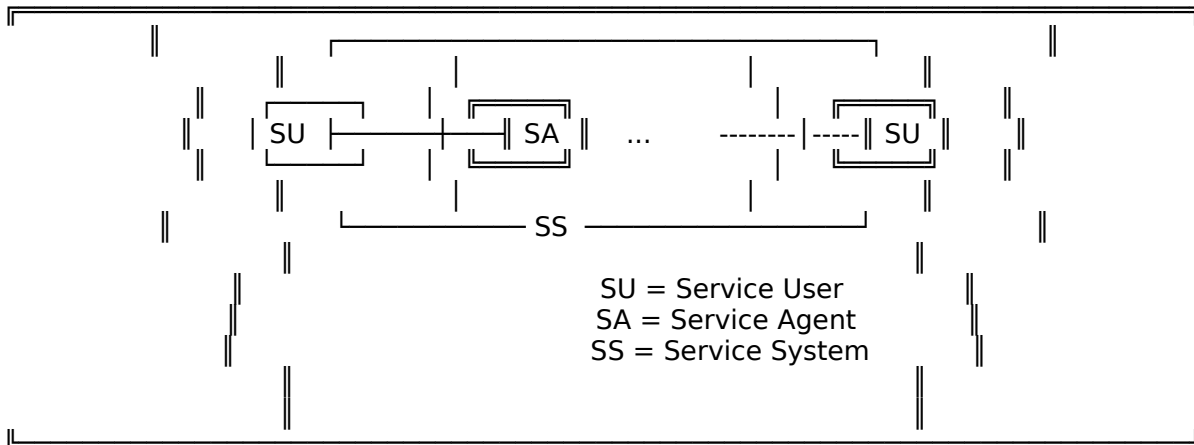 SU SA ... SU
SS
SU = Service User
SA = Service Agent
SS = Service System